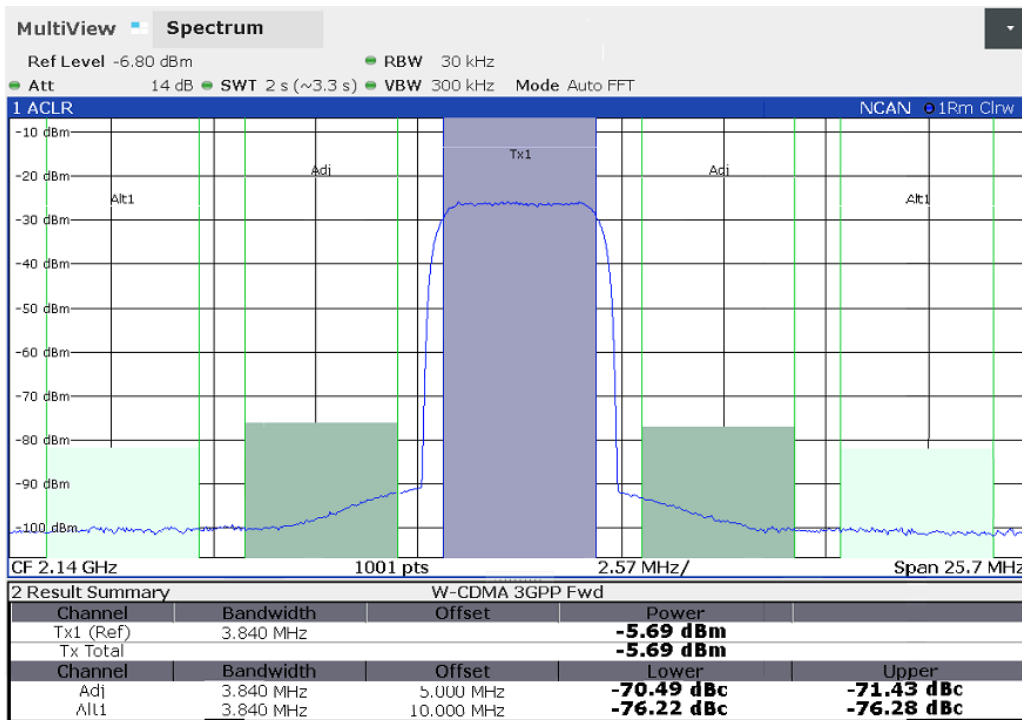 MultiView Spectrum
Ref Level -6.80 dBm RBW 30 kHz
Att 14 dB SWT 2 s (~3.3 s) VBW 300 kHz Mode Auto FFT
1 ACLR NCAN 1Rm Clrw
-10 dBm
Tx1
Adj Adj
-20 dBm
Alt1 Alt1
-30 dBm
-40 dBm
-50 dBm
-60 dBm
-70 dBm
-80 dBm
-90 dBm
-100 dBm
CF 2.14 GHz 1001 pts 2.57 MHz/ Span 25.7 MHz
2 Result Summary W-CDMA 3GPP Fwd
Channel Bandwidth Offset Power
Tx1 (Ref) 3.840 MHz -5.69 dBm
Tx Total -5.69 dBm
Channel Bandwidth Offset Lower Upper
Adj 3.840 MHz 5.000 MHz -70.49 dBc -71.43 dBc
Alt1 3.840 MHz 10.000 MHz -76.22 dBc -76.28 dBc